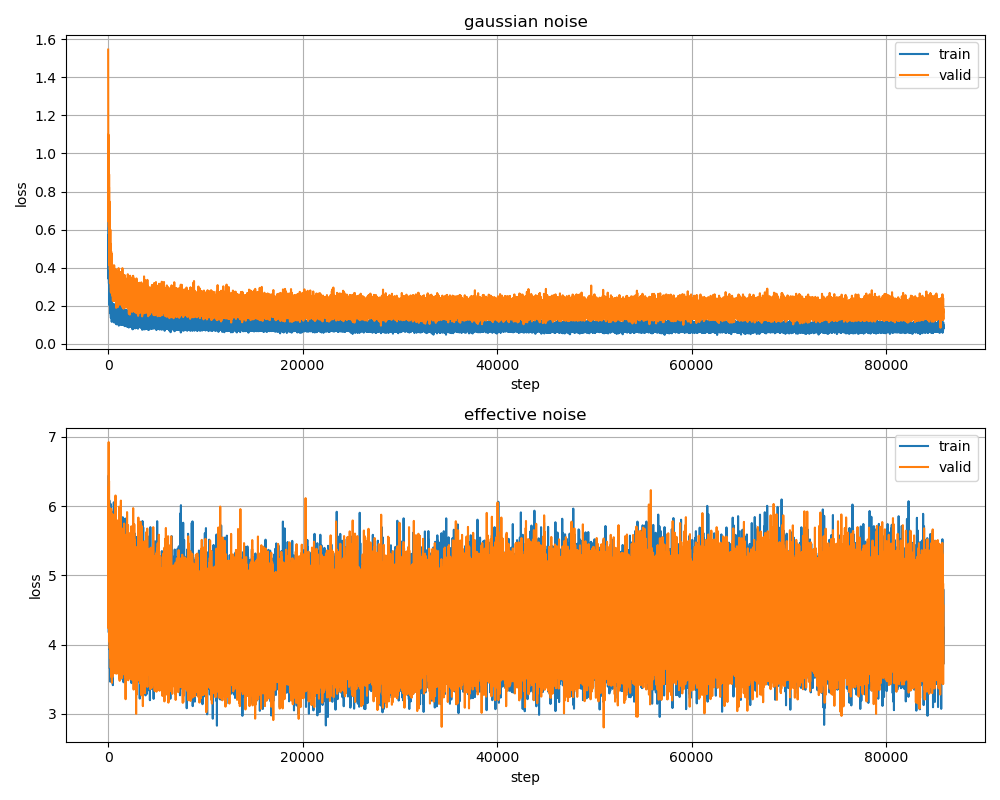 gaussian noise
1.6
1.4
1.2
1.0
0.8
0.6
0.4
0.2
0.0
loss
train
valid
0 20000 40000 60000 80000
step
effective noise
7
6
5
4
3
loss
train
valid
0 20000 40000 60000 80000
step